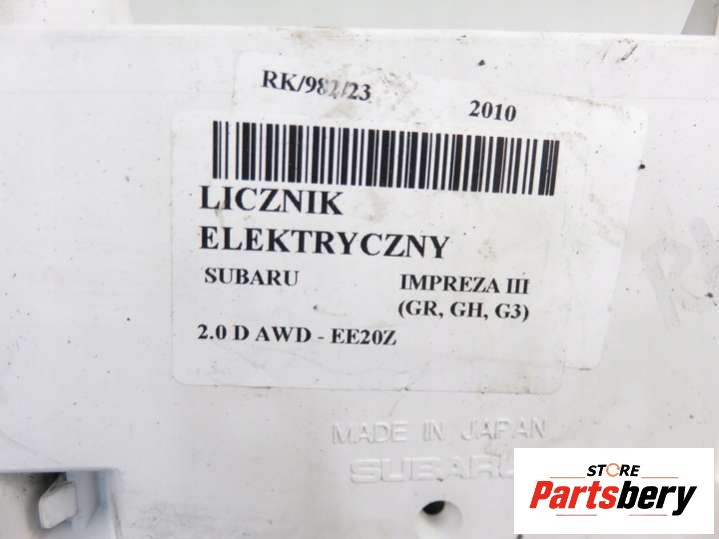 RK/982/23 2010
LICZNIK
ELEKTRYCZNY
SUBARU IMPREZA III
(GR, GH, G3)
2.0 D AWD - EE20Z
MADE IN JAPAN
SUBARU
STORE
Partsbery